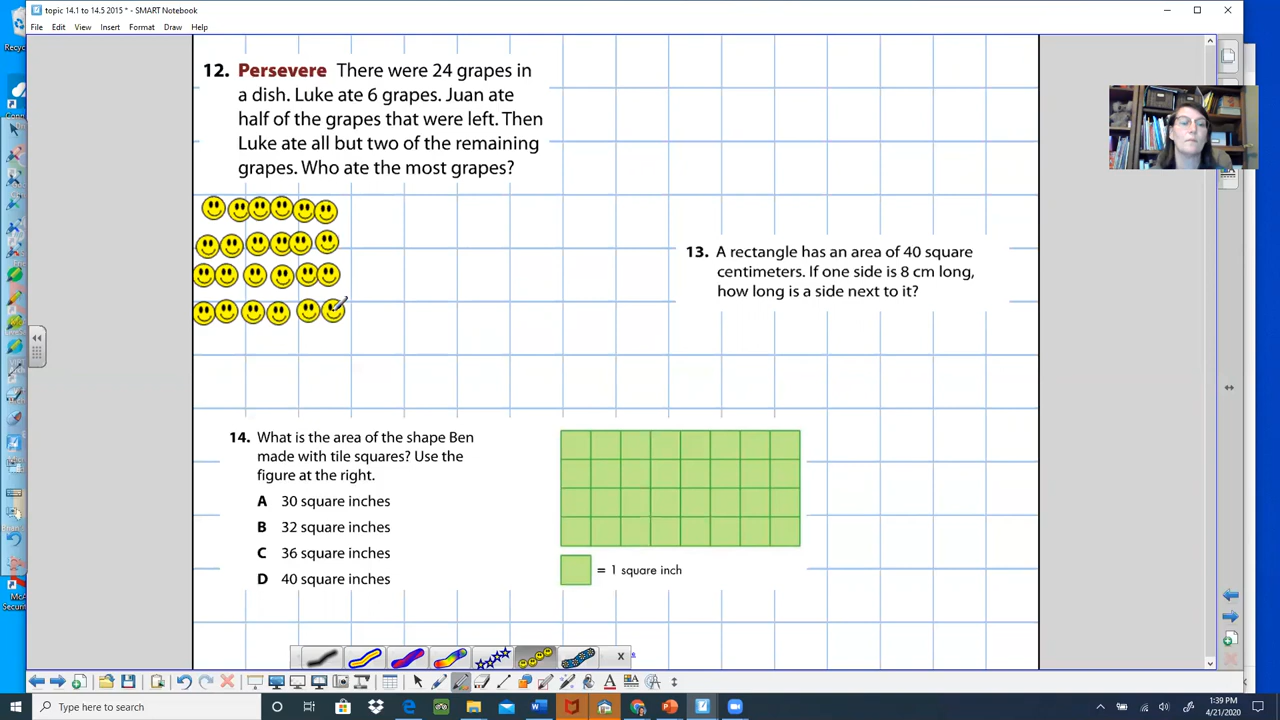 topic 14.1 to 14.5 2015 * - SMART Notebook
File Edit View Insert Format Draw Help
12. Persevere There were 24 grapes in
a dish. Luke ate 6 grapes. Juan ate
half of the grapes that were left. Then
Luke ate all but two of the remaining
grapes. Who ate the most grapes?
13. A rectangle has an area of 40 square
centimeters. If one side is 8 cm long,
how long is a side next to it?
14. What is the area of the shape Ben
made with tile squares? Use the
figure at the right.
A 30 square inches
B 32 square inches
C 36 square inches
D 40 square inches
= 1 square inch
Type here to search
1:39 PM
4/21/2020